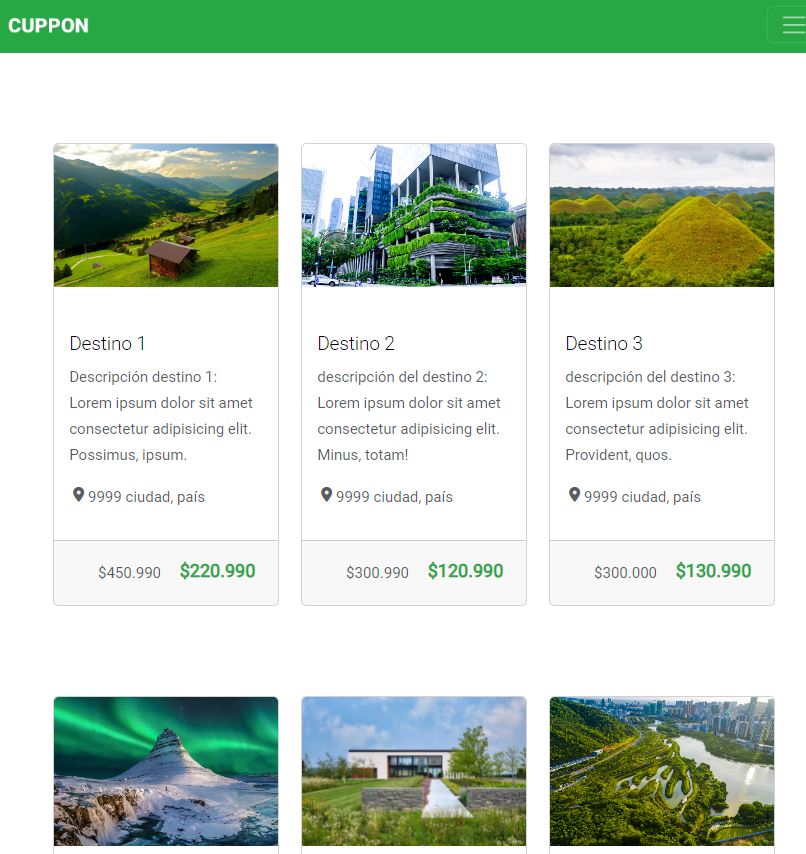 CUPPON
Destino 1
Descripción destino 1:
Lorem ipsum dolor sit amet
consectetur adipisicing elit.
Possimus, ipsum.
9999 ciudad, país
$450.990 $220.990
Destino 2
descripción del destino 2:
Lorem ipsum dolor sit amet
consectetur adipisicing elit.
Minus, totam!
9999 ciudad, país
$300.990 $120.990
Destino 3
descripción del destino 3:
Lorem ipsum dolor sit amet
consectetur adipisicing elit.
Provident, quos.
9999 ciudad, país
$300.000 $130.990